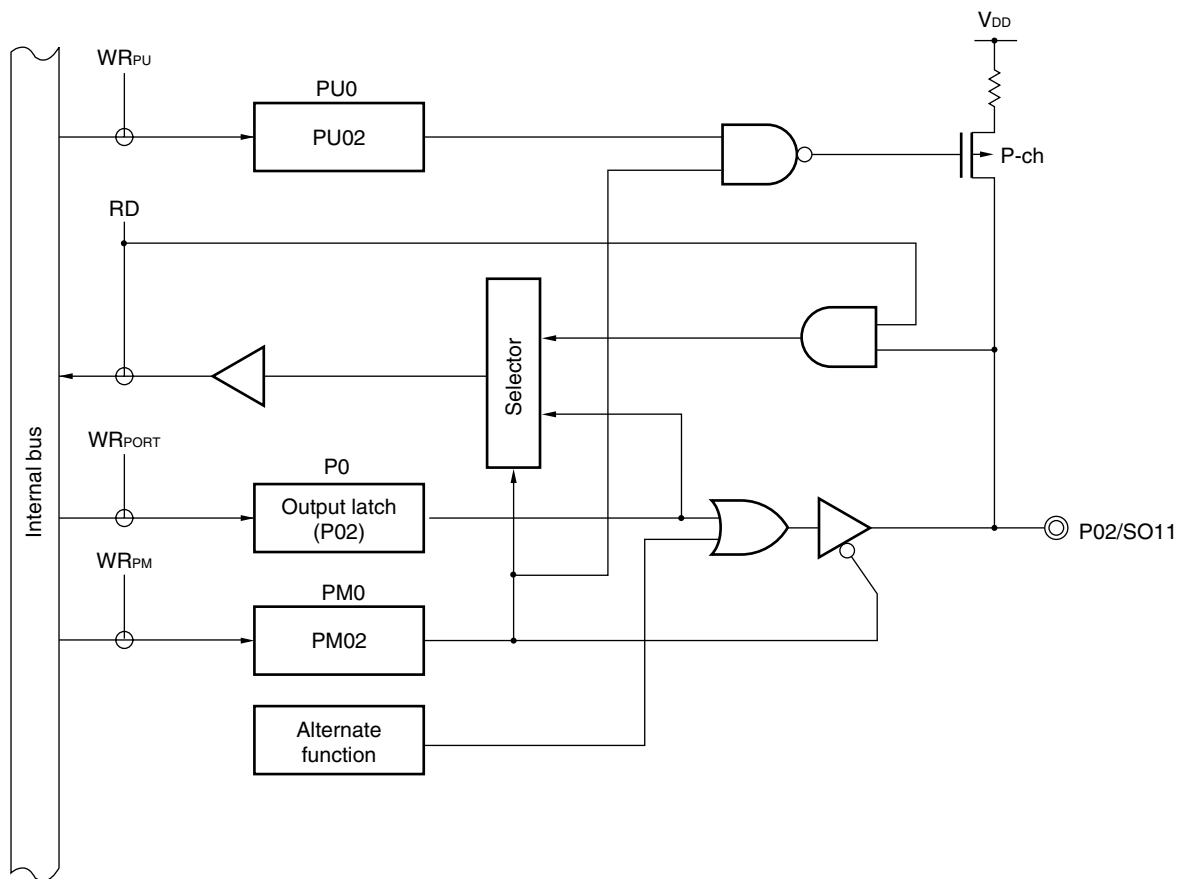 VDD
WRPU
PU0
PU02
P-ch
RD
Selector
Internal bus
WRPORT
P0
Output latch
(P02)
P02/SO11
WRPM
PM0
PM02
Alternate
function